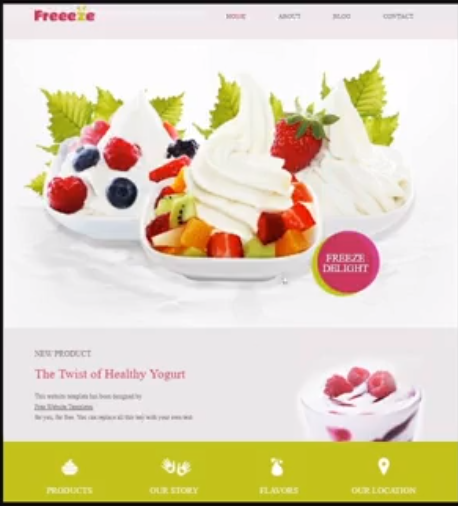 Freeeze
HOME ABOUT BLOG CONTACT
FREEZE
DELIGHT
NEW PRODUCT
The Twist of Healthy Yogurt
This website template has been designed by
Free Website Templates
for you, for free. You can replace all this text with your own text.
PRODUCTS OUR STORY FLAVORS OUR LOCATION